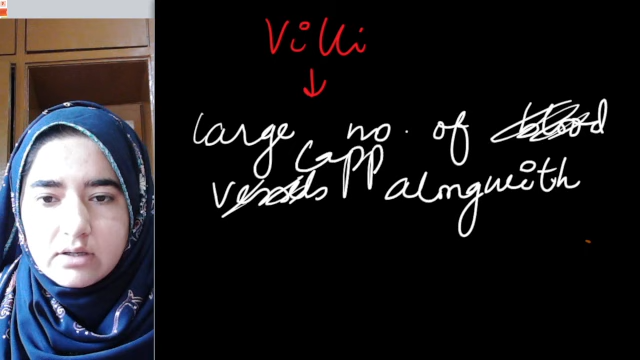 Villi
↓
large no. of blood
Capp
vessels alongwith